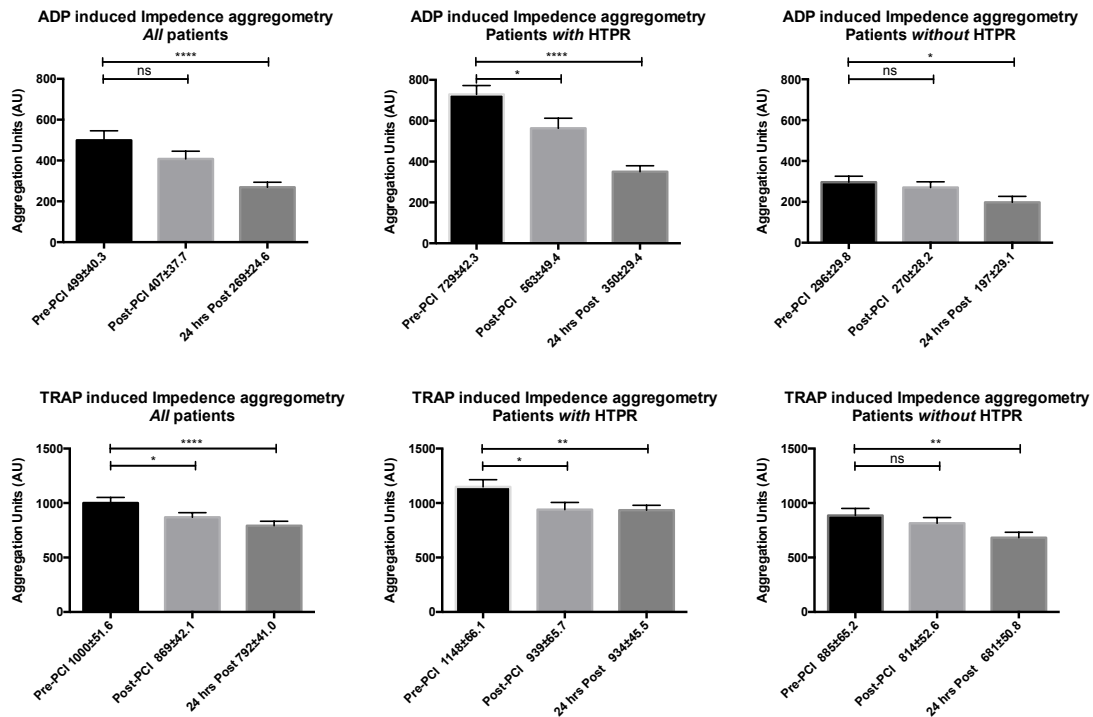 ADP induced Impedence aggregometry
All patients
****
ns
800
600
400
200
0
Aggregation Units (AU)
Pre-PCI 499±40.3
Post-PCI 407±37.7
24 hrs Post 269±24.6
ADP induced Impedence aggregometry
Patients with HTPR
****
*
800
600
400
200
0
Aggregation Units (AU)
Pre-PCI 729±42.3
Post-PCI 563±49.4
24 hrs Post 350±29.4
ADP induced Impedence aggregometry
Patients without HTPR
*
ns
800
600
400
200
0
Aggregation Units (AU)
Pre-PCI 296±29.8
Post-PCI 270±28.2
24 hrs Post 197±29.1
TRAP induced Impedence aggregometry
All patients
****
*
1500
1000
500
0
Aggregation Units (AU)
Pre-PCI 1000±51.6
Post-PCI 869±42.1
24 hrs Post 792±41.0
TRAP induced Impedence aggregometry
Patients with HTPR
**
*
1500
1000
500
0
Aggregation Units (AU)
Pre-PCI 1148±66.1
Post-PCI 939±65.7
24 hrs Post 934±45.5
TRAP induced Impedence aggregometry
Patients without HTPR
**
ns
1500
1000
500
0
Aggregation Units (AU)
Pre-PCI 885±65.2
Post-PCI 814±52.6
24 hrs Post 681±50.8